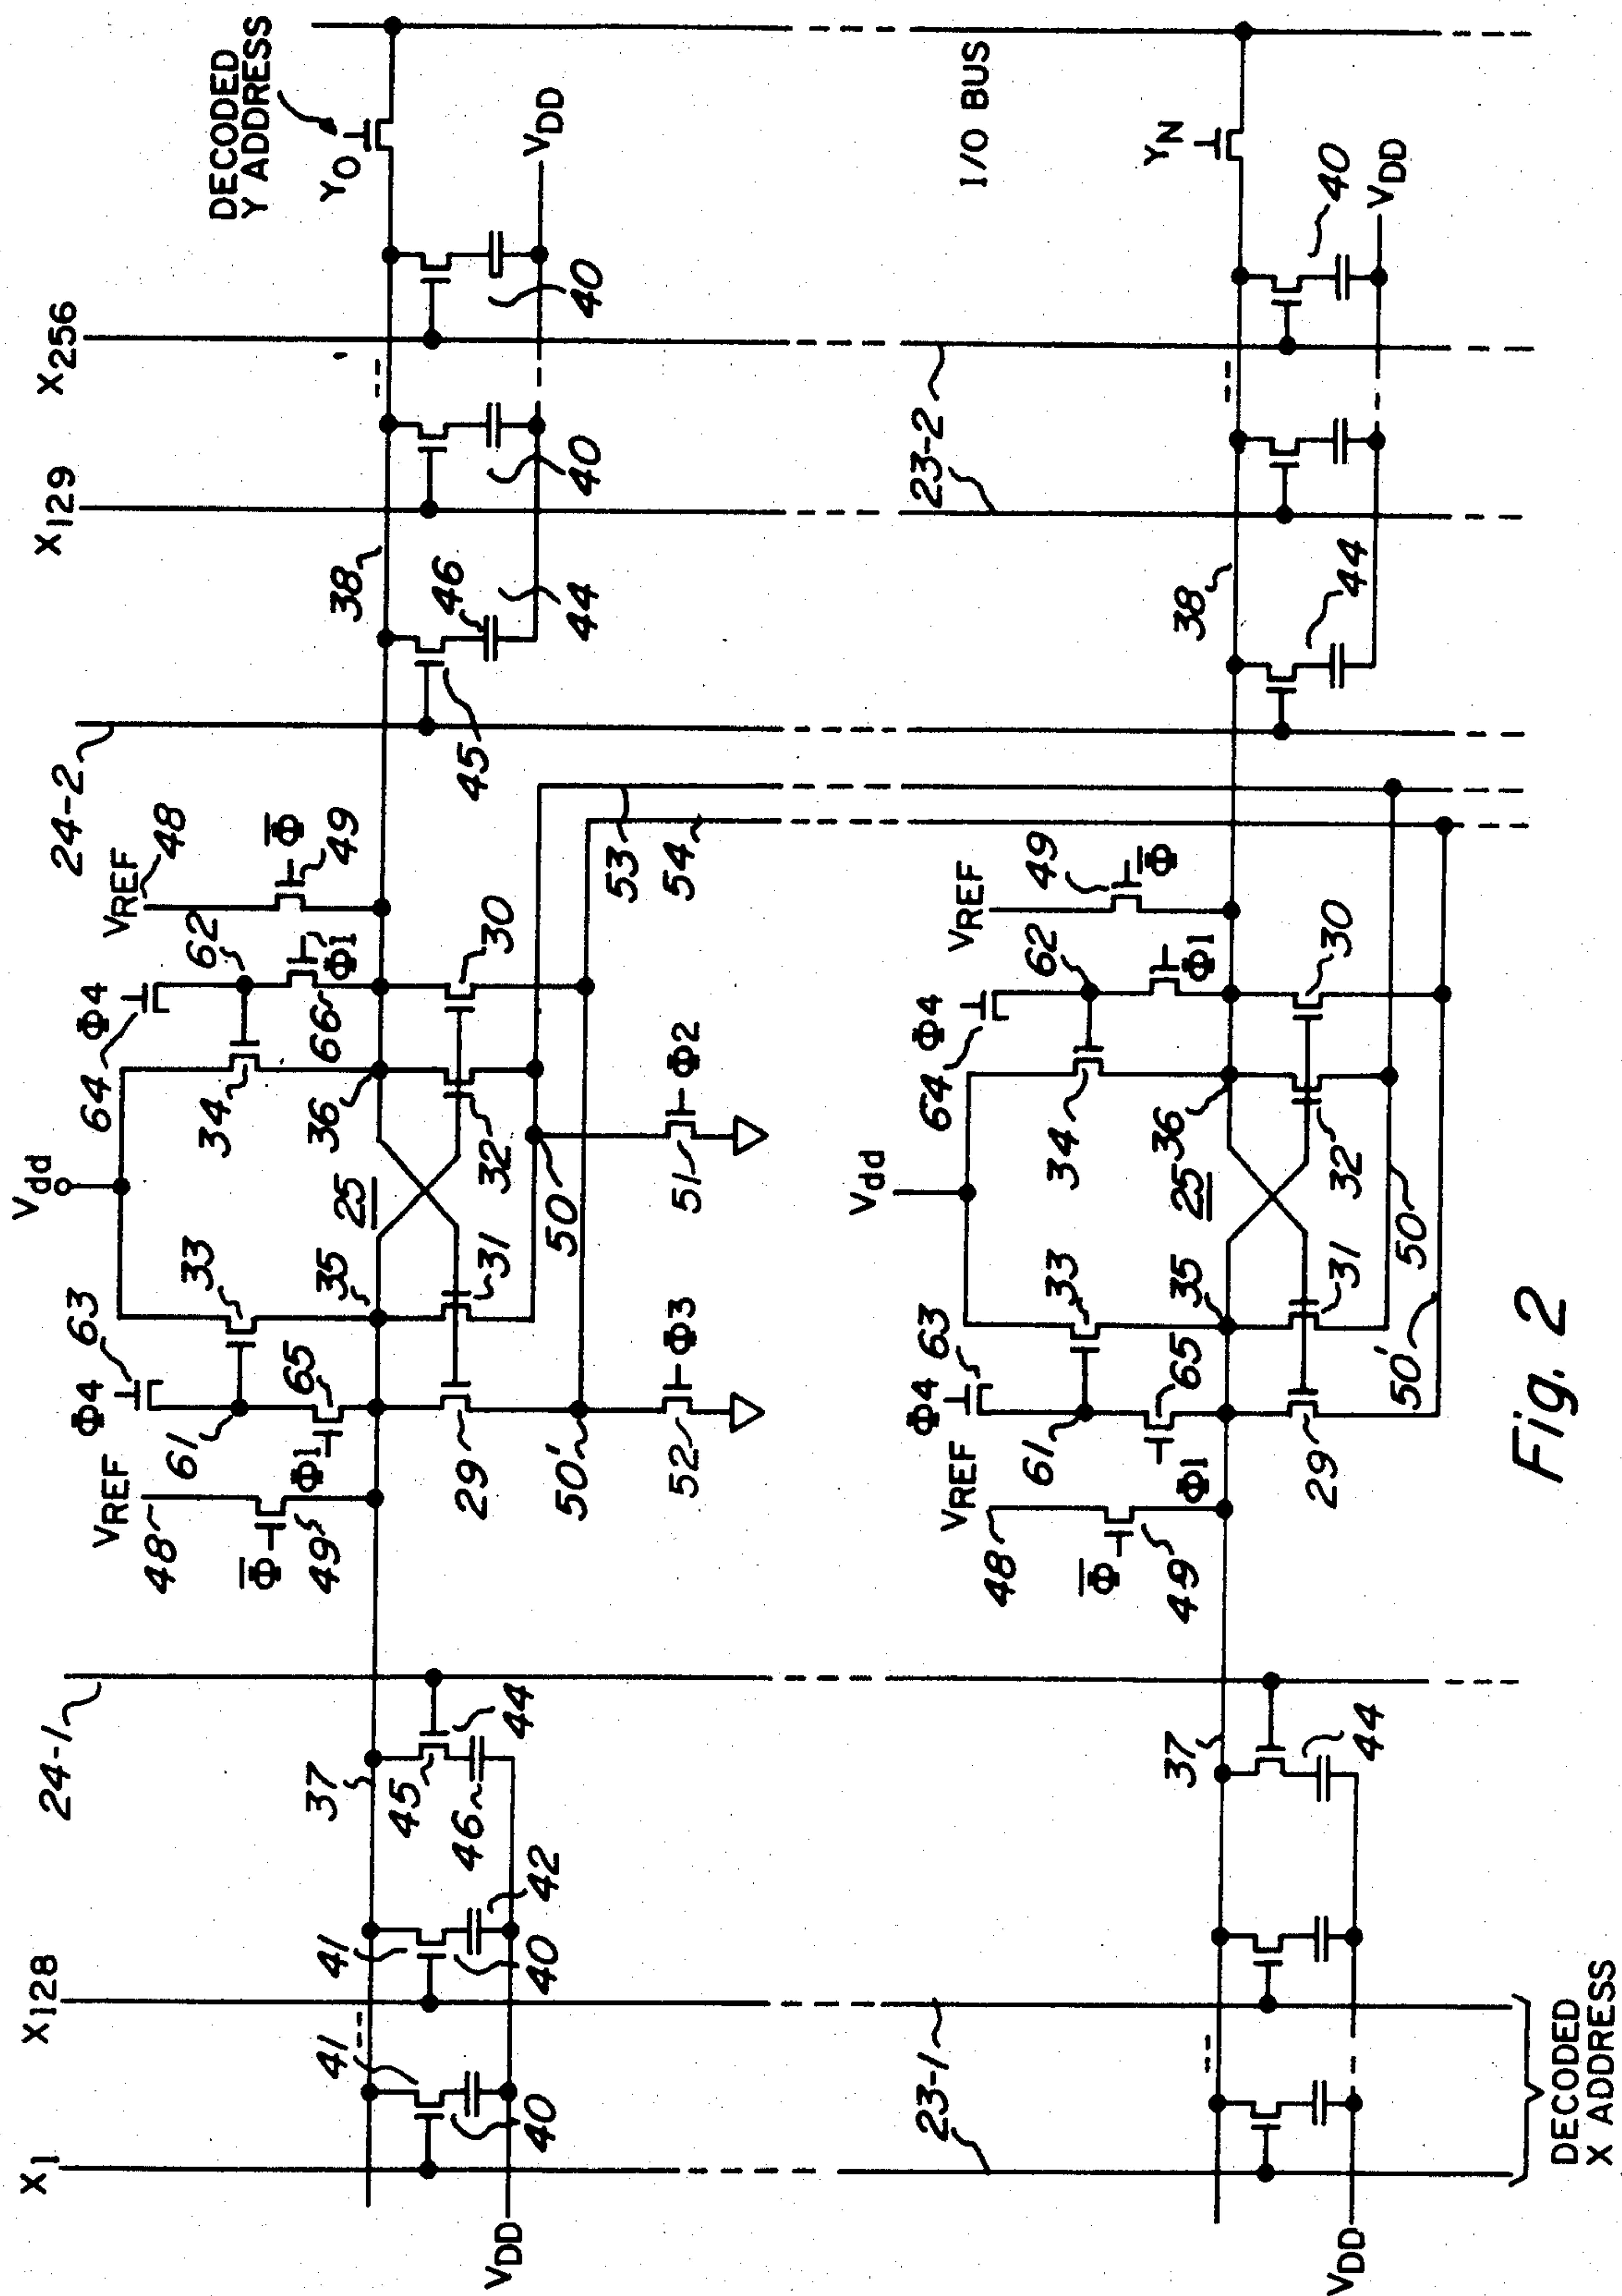 X1
X128
24-1
VREF
Φ4
63
Vdd
64
Φ4
VREF
48
24-2
X129
X256
DECODED
Y ADDRESS
Y0
48
61
33
34
62
Φ̅
49
Φ̅
49
Φ1
65
66
Φ1
41
41
37
35
25
36
38
40
40
42
45
46
44
29
31
32
30
45
46
44
40
40
VDD
VDD
50'
50
53
54
52
Φ3
51
Φ2
23-1
23-2
I/O BUS
VREF
Φ4
63
Vdd
64
Φ4
VREF
48
61
33
34
62
49
Φ̅
Φ̅
49
Φ1
65
Φ1
YN
37
35
25
36
38
44
29
31
32
30
44
40
VDD
VDD
50'
50
DECODED
X ADDRESS
Fig. 2